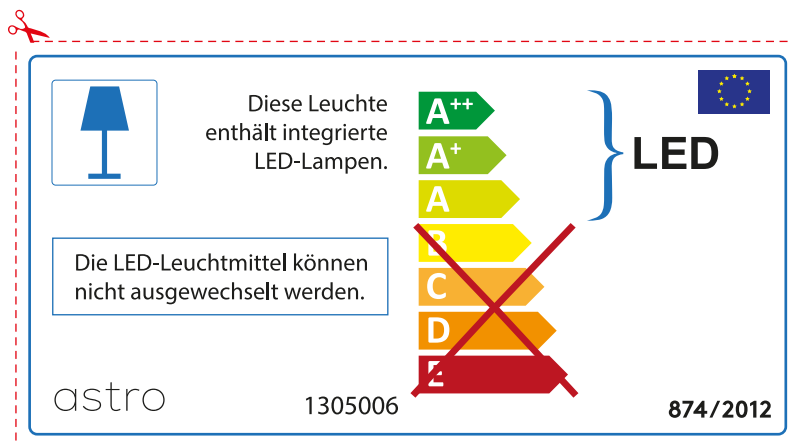 Diese Leuchte
enthält integrierte
LED-Lampen.
A++
A+
A
B
C
D
E
LED
Die LED-Leuchtmittel können
nicht ausgewechselt werden.
astro
1305006
874/2012